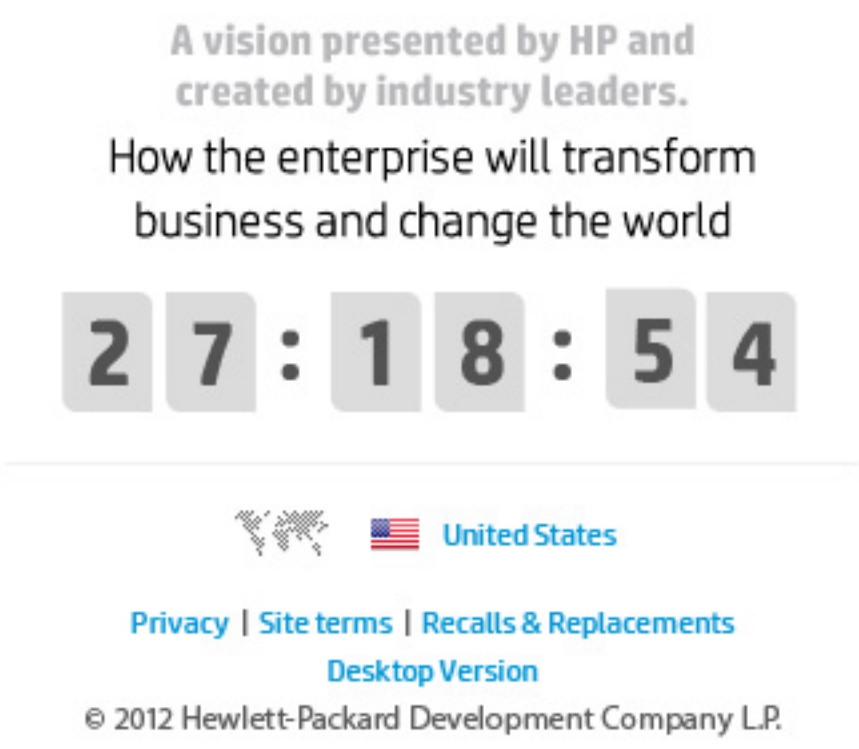 A vision presented by HP and
created by industry leaders.
How the enterprise will transform
business and change the world
27:18:54
United States
Privacy | Site terms | Recalls & Replacements
Desktop Version
© 2012 Hewlett-Packard Development Company L.P.